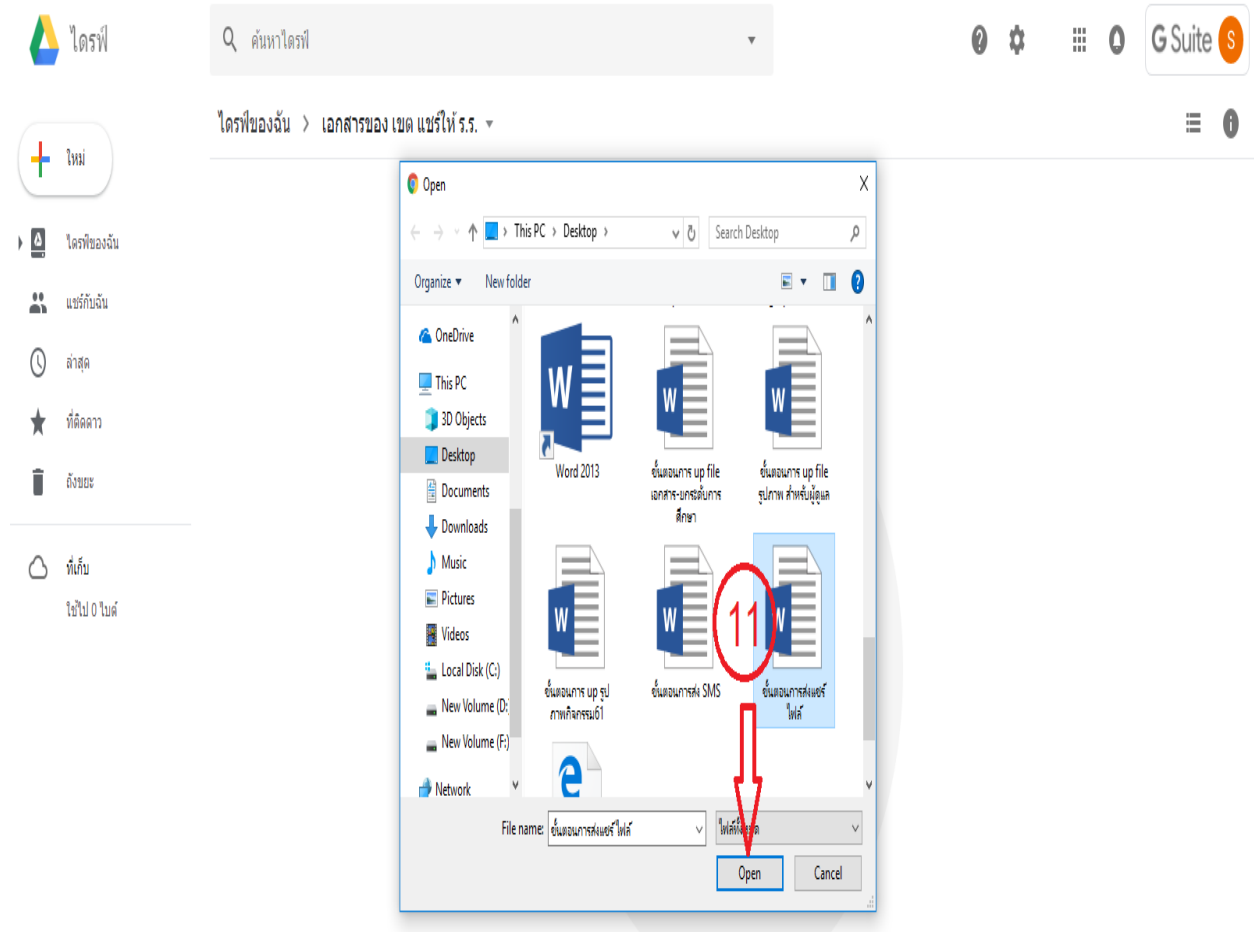 ไดรฟ์
ค้นหาไดรฟ์
G Suite S
ไดรฟ์ของฉัน > เอกสารของ เขต แชร์ให้ ร.ร.
ใหม่
ไดรฟ์ของฉัน
แชร์กับฉัน
ล่าสุด
ที่ติดดาว
ถังขยะ
ที่เก็บ
ใช้ไป 0 ไบต์
Open
This PC > Desktop >
Search Desktop
Organize
New folder
OneDrive
This PC
3D Objects
Desktop
Documents
Downloads
Music
Pictures
Videos
Local Disk (C:)
New Volume (D:
New Volume (F:)
Network
Word 2013
ขั้นตอนการ up file
เอกสาร-ยกระดับการ
ศึกษา
ขั้นตอนการ up file
รูปภาพ สำหรับผู้ดูแล
ขั้นตอนการ up รูป
ภาพกิจกรรม61
ขั้นตอนการส่ง SMS
11
ขั้นตอนการส่งแชร์
ไฟล์
File name:
ขั้นตอนการส่งแชร์ ไฟล์
Open
Cancel